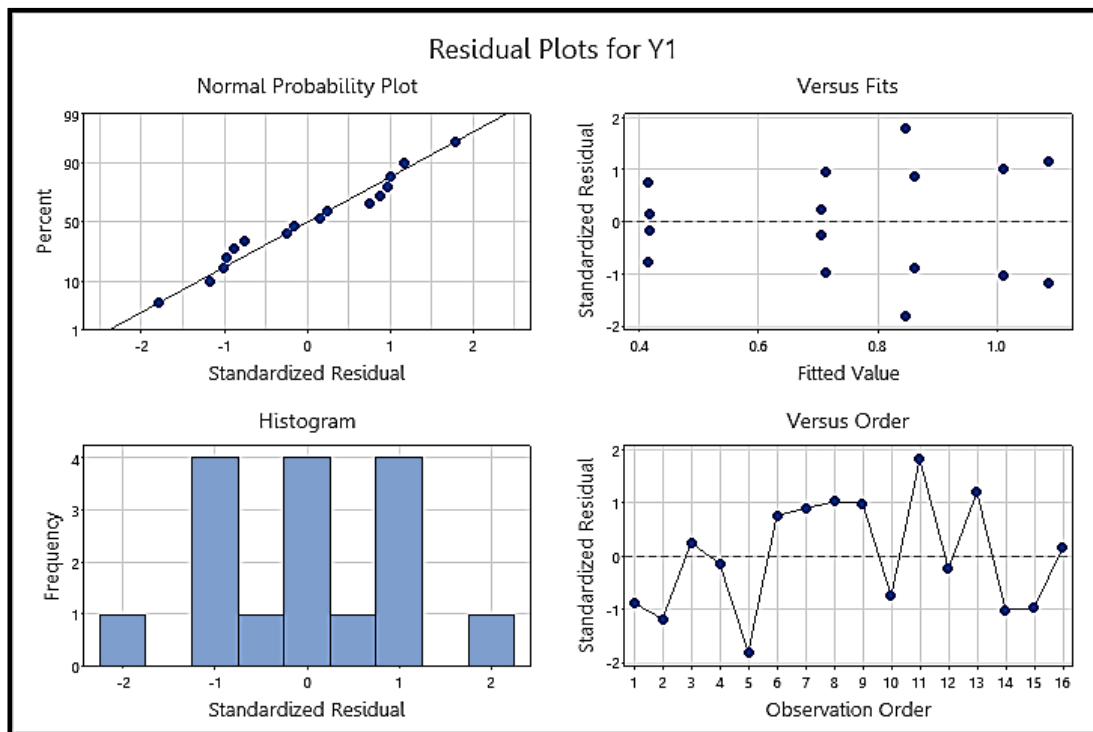 Residual Plots for Y1
Normal Probability Plot
99
90
50
10
1
Percent
-2 -1 0 1 2
Standardized Residual
Versus Fits
2
1
0
-1
-2
Standardized Residual
0.4 0.6 0.8 1.0
Fitted Value
Histogram
4
3
2
1
0
Frequency
-2 -1 0 1 2
Standardized Residual
Versus Order
2
1
0
-1
-2
Standardized Residual
1 2 3 4 5 6 7 8 9 10 11 12 13 14 15 16
Observation Order